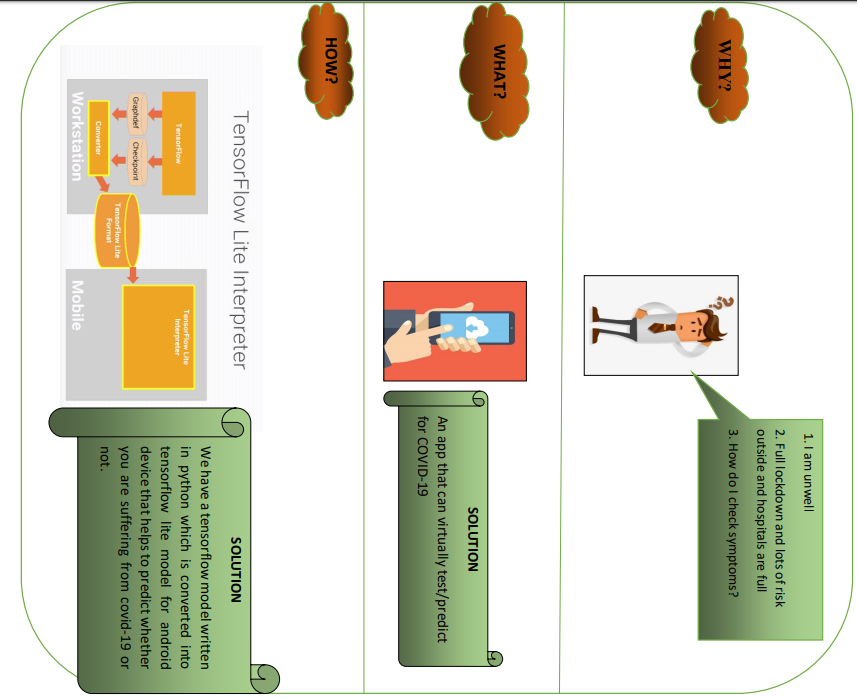 WHY?
1. I am unwell
2. Full lockdown and lots of risk
outside and hospitals are full
3. How do I check symptoms?
???
WHAT?
SOLUTION
An app that can virtually test/predict
for COVID-19
HOW?
TensorFlow Lite Interpreter
TensorFlow
Graphdef
Checkpoint
Converter
Workstation
TensorFlow Lite
Format
TensorFlow Lite
Interpreter
Mobile
SOLUTION
We have a tensorflow model written
in python which is converted into
tensorflow lite model for android
device that helps to predict whether
you are suffering from covid-19 or
not.